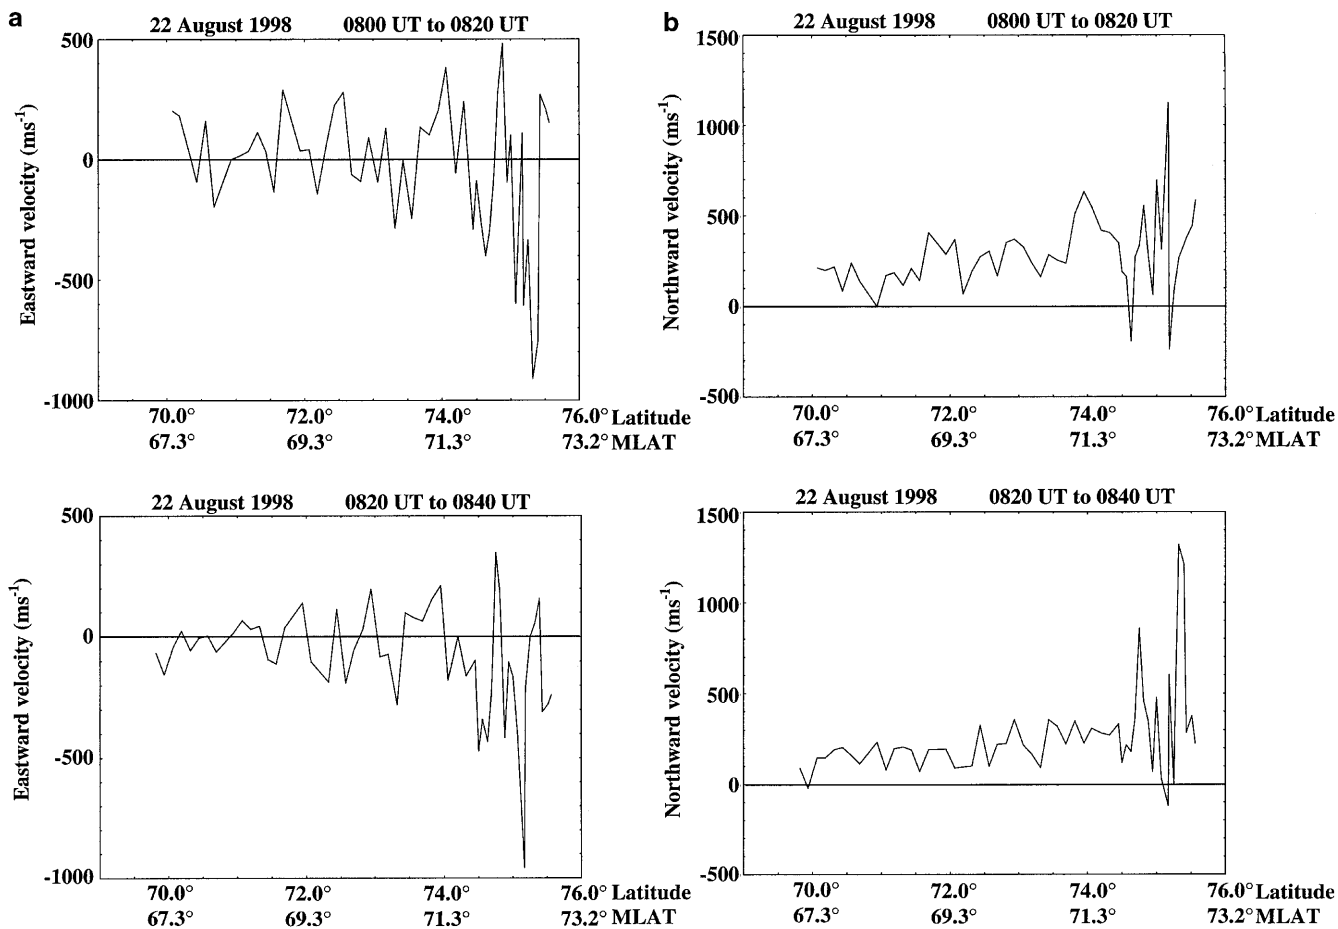 a
22 August 1998 0800 UT to 0820 UT
500
0
-500
-1000
Eastward velocity (ms-1)
70.0° 72.0° 74.0° 76.0° Latitude
67.3° 69.3° 71.3° 73.2° MLAT
b
22 August 1998 0800 UT to 0820 UT
1500
1000
500
0
-500
Northward velocity (ms-1)
70.0° 72.0° 74.0° 76.0° Latitude
67.3° 69.3° 71.3° 73.2° MLAT
22 August 1998 0820 UT to 0840 UT
500
0
-500
-1000
Eastward velocity (ms-1)
70.0° 72.0° 74.0° 76.0° Latitude
67.3° 69.3° 71.3° 73.2° MLAT
22 August 1998 0820 UT to 0840 UT
1500
1000
500
0
-500
Northward velocity (ms-1)
70.0° 72.0° 74.0° 76.0° Latitude
67.3° 69.3° 71.3° 73.2° MLAT